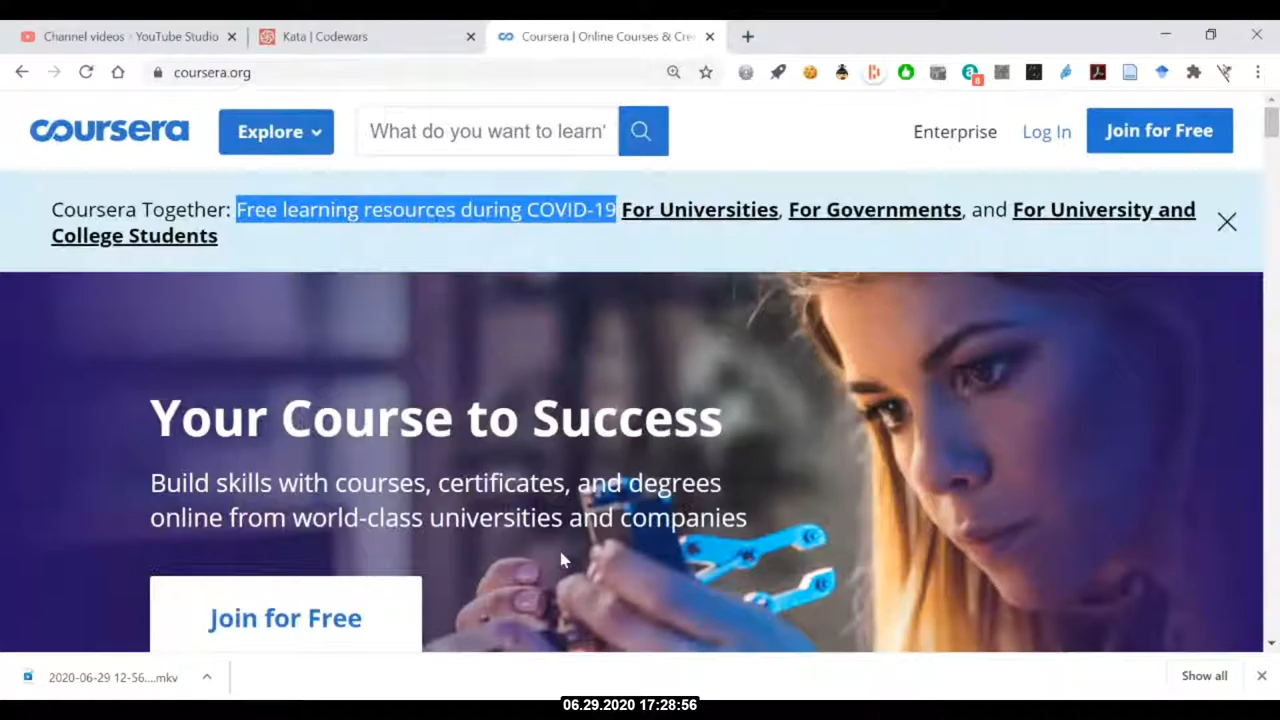 Channel videos - YouTube Studio
Kata | Codewars
Coursera | Online Courses & Cre
coursera.org
8
coursera
Explore
What do you want to learn'
Enterprise
Log In
Join for Free
Coursera Together: Free learning resources during COVID-19 For Universities, For Governments, and For University and
College Students
Your Course to Success
Build skills with courses, certificates, and degrees
online from world-class universities and companies
Join for Free
2020-06-29 12-56....mkv
Show all
06.29.2020 17:28:56